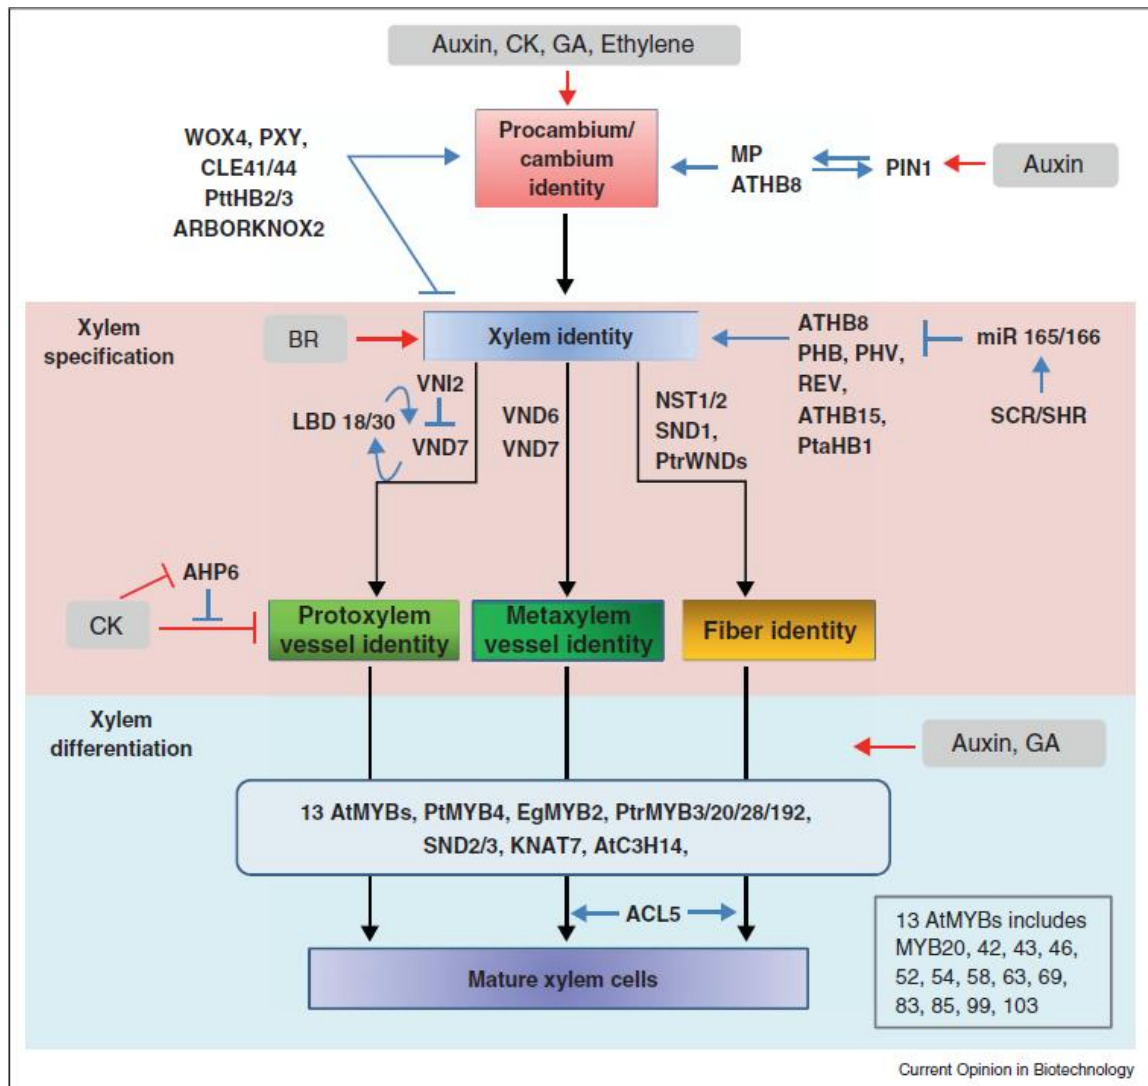 Auxin, CK, GA, Ethylene
Procambium/
cambium
identity
WOX4, PXY,
CLE41/44
PttHB2/3
ARBORKNOX2
MP
ATHB8
PIN1
Auxin
Xylem
specification
BR
Xylem identity
ATHB8
PHB, PHV,
REV,
ATHB15,
PtaHB1
miR 165/166
SCR/SHR
VNI2
LBD 18/30
VND7
VND6
VND7
NST1/2
SND1,
PtrWNDs
AHP6
CK
Protoxylem
vessel identity
Metaxylem
vessel identity
Fiber identity
Xylem
differentiation
Auxin, GA
13 AtMYBs, PtMYB4, EgMYB2, PtrMYB3/20/28/192,
SND2/3, KNAT7, AtC3H14,
ACL5
Mature xylem cells
13 AtMYBs includes
MYB20, 42, 43, 46,
52, 54, 58, 63, 69,
83, 85, 99, 103
Current Opinion in Biotechnology